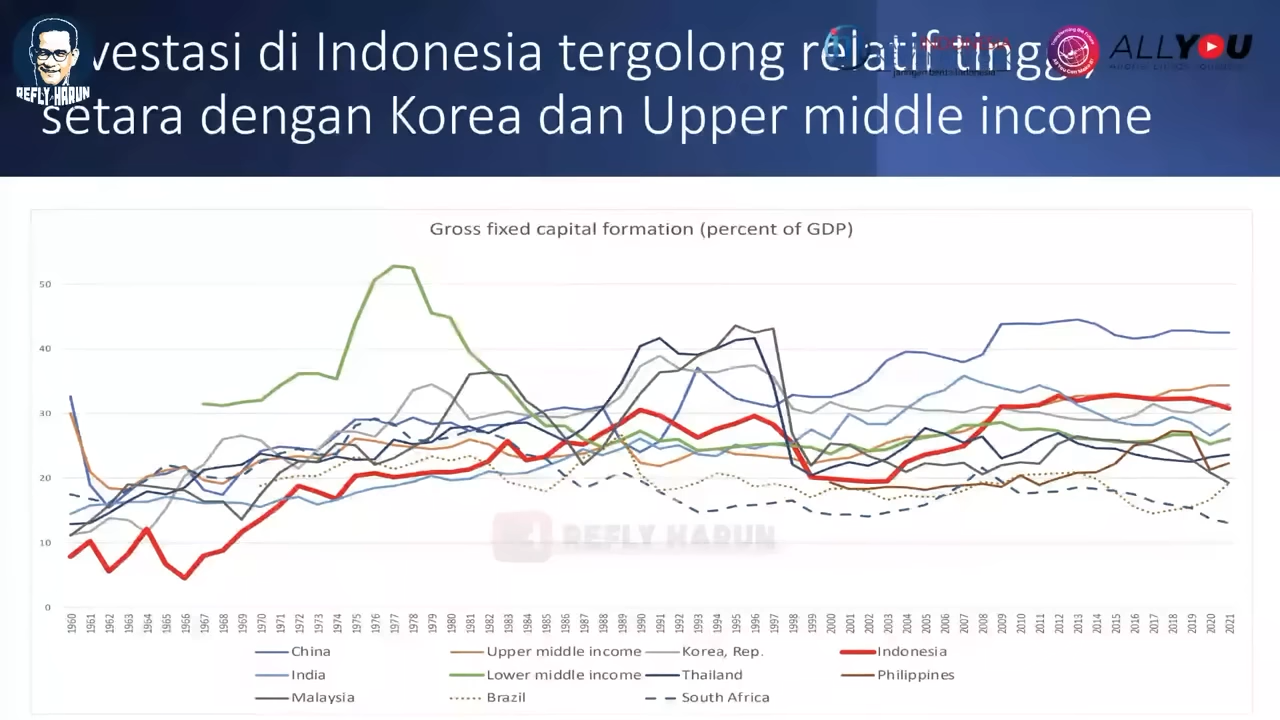 vestasi di Indonesia tergolong relatif tinggi,
setara dengan Korea dan Upper middle income
REFLY HARUN
ALL YOU
Gross fixed capital formation (percent of GDP)
50
40
30
20
10
0
REFLY HARUN
1960 1961 1962 1963 1964 1965 1966 1967 1968 1969 1970 1971 1972 1973 1974 1975 1976 1977 1978 1979 1980 1981 1982 1983 1984 1985 1986 1987 1988 1989 1990 1991 1992 1993 1994 1995 1996 1997 1998 1999 2000 2001 2002 2003 2004 2005 2006 2007 2008 2009 2010 2011 2012 2013 2014 2015 2016 2017 2018 2019 2020 2021
China Upper middle income Korea, Rep. Indonesia
India Lower middle income Thailand Philippines
Malaysia Brazil South Africa